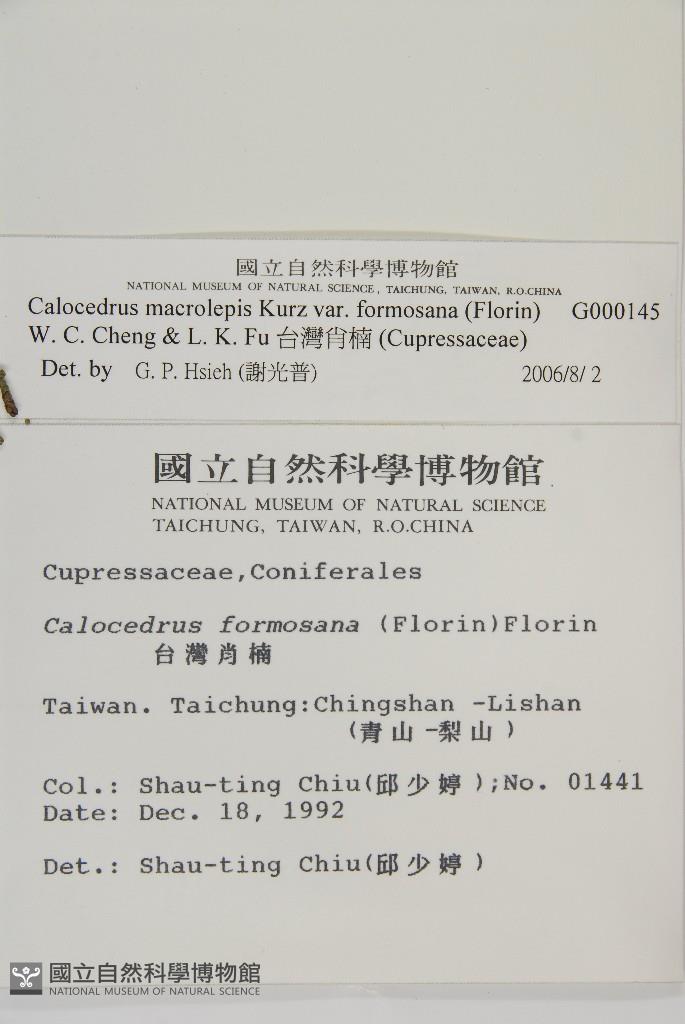 國立自然科學博物館
NATIONAL MUSEUM OF NATURAL SCIENCE, TAICHUNG, TAIWAN, R.O.CHINA
Calocedrus macrolepis Kurz var. formosana (Florin) G000145
W. C. Cheng & L. K. Fu 台灣肖楠 (Cupressaceae)
Det. by G. P. Hsieh (謝光普) 2006/8/ 2
國立自然科學博物館
NATIONAL MUSEUM OF NATURAL SCIENCE
TAICHUNG, TAIWAN, R.O.CHINA
Cupressaceae,Coniferales
Calocedrus formosana (Florin)Florin
台灣肖楠
Taiwan. Taichung:Chingshan -Lishan
(青山-梨山)
Col.: Shau-ting Chiu(邱少婷);No. 01441
Date: Dec. 18, 1992
Det.: Shau-ting Chiu(邱少婷)
國立自然科學博物館
NATIONAL MUSEUM OF NATURAL SCIENCE